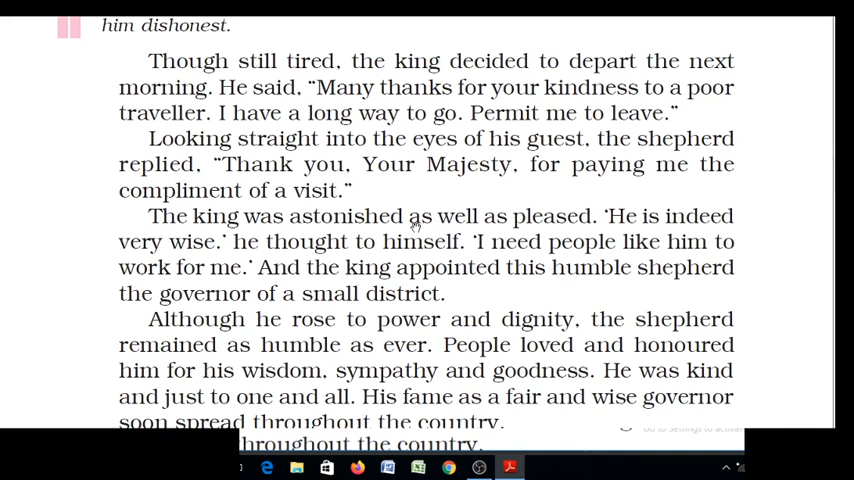 him dishonest.
Though still tired, the king decided to depart the next
morning. He said, “Many thanks for your kindness to a poor
traveller. I have a long way to go. Permit me to leave.”
Looking straight into the eyes of his guest, the shepherd
replied, “Thank you, Your Majesty, for paying me the
compliment of a visit.”
The king was astonished as well as pleased. ‘He is indeed
very wise.’ he thought to himself. ‘I need people like him to
work for me.’ And the king appointed this humble shepherd
the governor of a small district.
Although he rose to power and dignity, the shepherd
remained as humble as ever. People loved and honoured
him for his wisdom, sympathy and goodness. He was kind
and just to one and all. His fame as a fair and wise governor
soon spread throughout the country.
throughout the country.
Go to Settings to activate